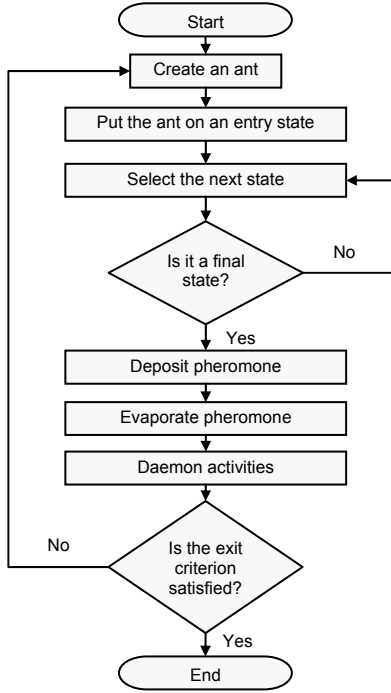 Start
Create an ant
Put the ant on an entry state
Select the next state
Is it a final
state?
No
Yes
Deposit pheromone
Evaporate pheromone
Daemon activities
No
Is the exit
criterion
satisfied?
Yes
End